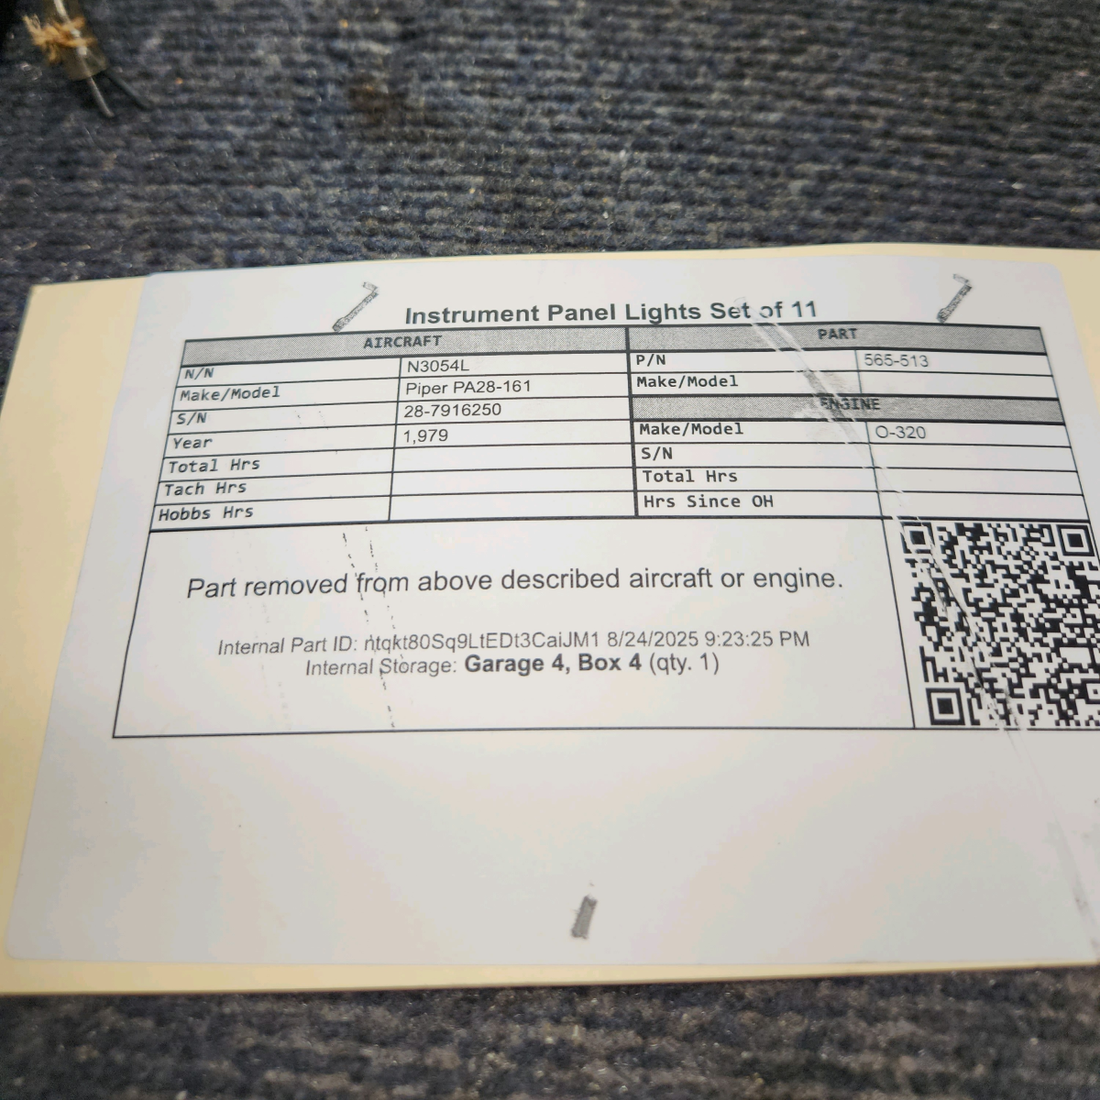 Instrument Panel Lights Set of 11
AIRCRAFT PART
N/N N3054L P/N 565-513
Make/Model Piper PA28-161 Make/Model
S/N 28-7916250 ENGINE
Year 1,979 Make/Model O-320
Total Hrs S/N
Tach Hrs Total Hrs
Hobbs Hrs Hrs Since OH
Part removed from above described aircraft or engine.
Internal Part ID: ntqkt80Sq9LtEDt3CaiJM1 8/24/2025 9:23:25 PM
Internal Storage: Garage 4, Box 4 (qty. 1)